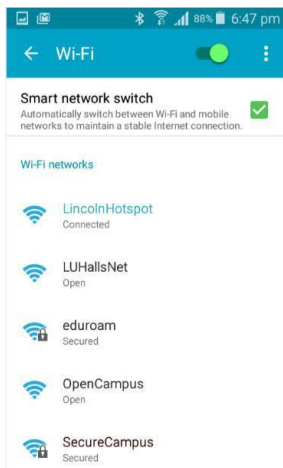 88% 6:47 pm
Wi-Fi
Smart network switch
Automatically switch between Wi-Fi and mobile
networks to maintain a stable Internet connection.
Wi-Fi networks
LincolnHotspot
Connected
LUHallsNet
Open
eduroam
Secured
OpenCampus
Open
SecureCampus
Secured